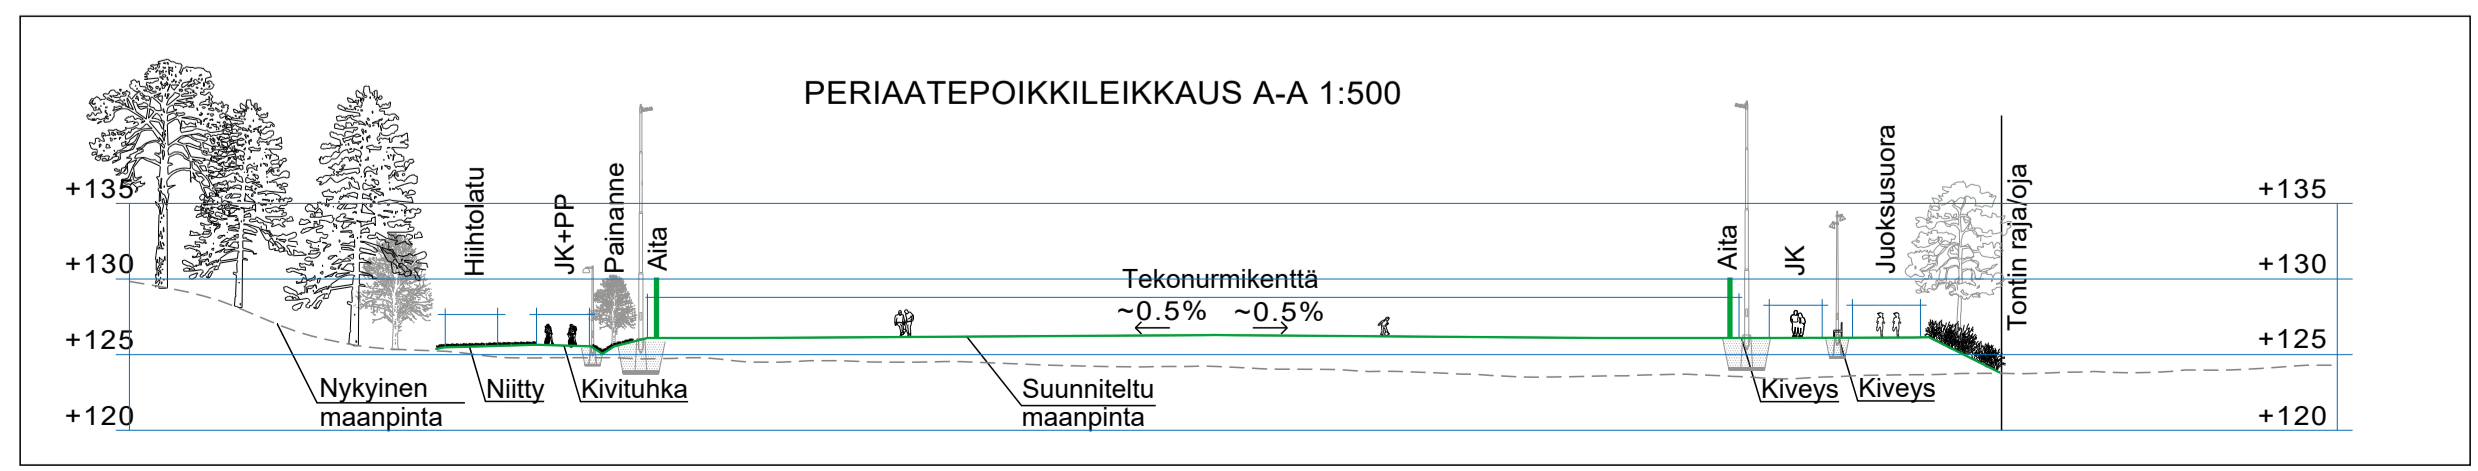 PERIAATEPOIKKILEIKKAUS A-A 1:500
+135
+130
+125
+120
Hiihtolatu
JK+PP
Painanne
Aita
Tekonurmikenttä
~0.5% ~0.5%
Aita
JK
Juoksusuora
Tontin raja/oja
+135
+130
+125
+120
Nykyinen
maanpinta
Niitty
Kivituhka
Suunniteltu
maanpinta
Kiveys
Kiveys